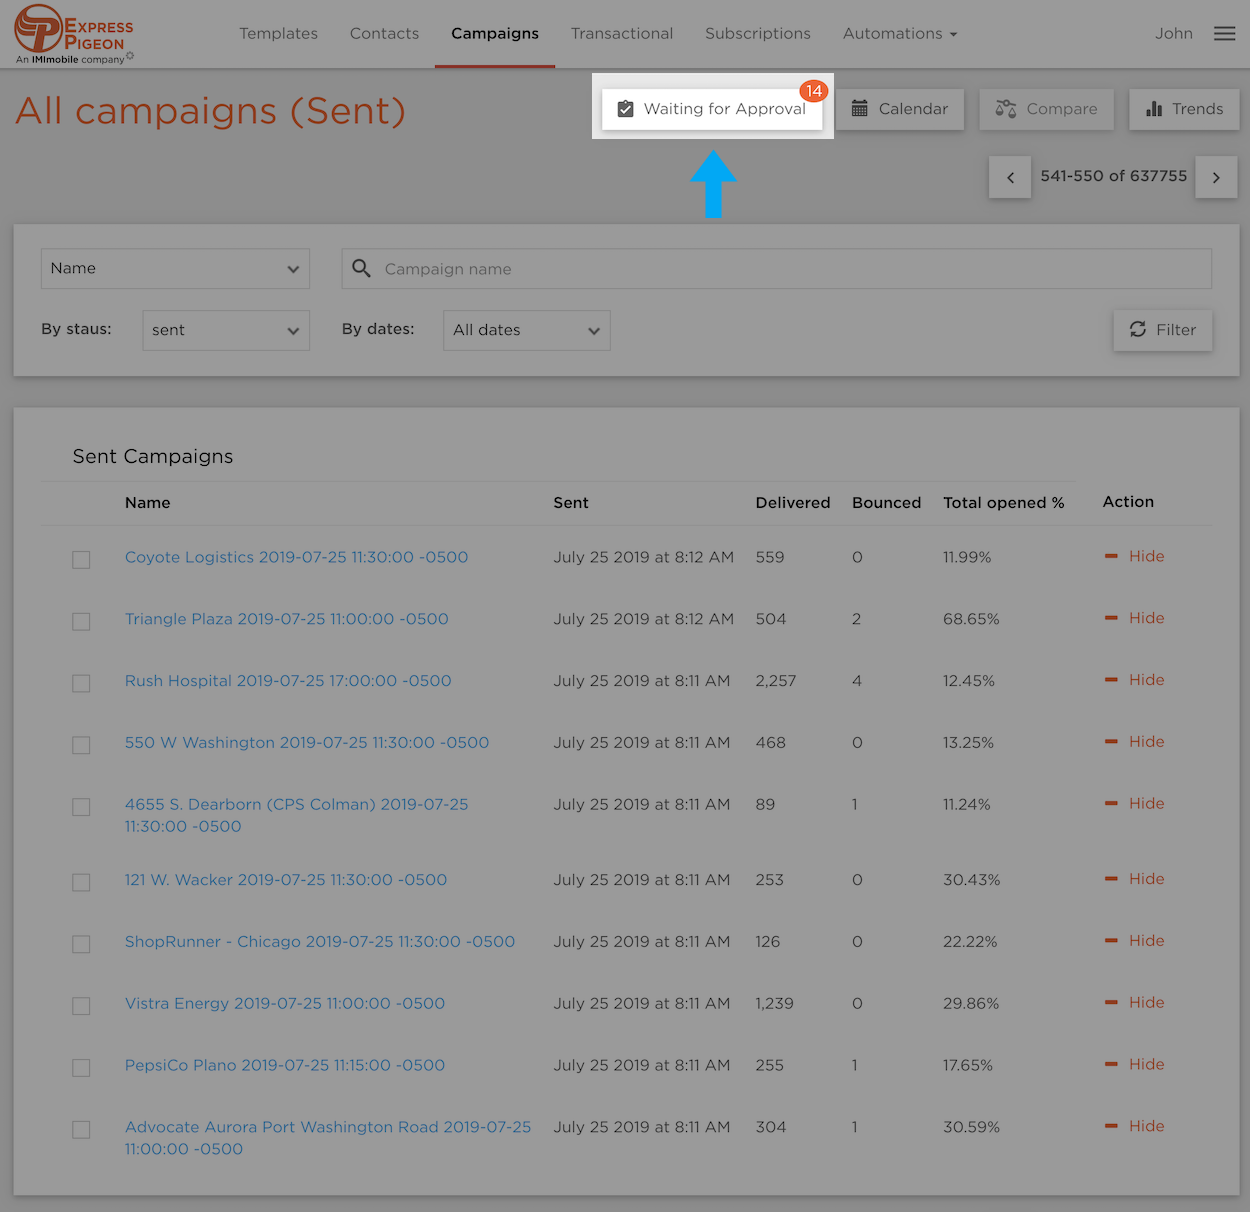 EXPRESS
PIGEON
An IMImobile company
Templates Contacts Campaigns Transactional Subscriptions Automations John
All campaigns (Sent)
Waiting for Approval 14 Calendar Compare Trends
541-550 of 637755
Name Campaign name
By staus: sent By dates: All dates Filter
Sent Campaigns
Name Sent Delivered Bounced Total opened % Action
Coyote Logistics 2019-07-25 11:30:00 -0500 July 25 2019 at 8:12 AM 559 0 11.99% Hide
Triangle Plaza 2019-07-25 11:00:00 -0500 July 25 2019 at 8:12 AM 504 2 68.65% Hide
Rush Hospital 2019-07-25 17:00:00 -0500 July 25 2019 at 8:11 AM 2,257 4 12.45% Hide
550 W Washington 2019-07-25 11:30:00 -0500 July 25 2019 at 8:11 AM 468 0 13.25% Hide
4655 S. Dearborn (CPS Colman) 2019-07-25 July 25 2019 at 8:11 AM 89 1 11.24% Hide
11:30:00 -0500
121 W. Wacker 2019-07-25 11:30:00 -0500 July 25 2019 at 8:11 AM 253 0 30.43% Hide
ShopRunner - Chicago 2019-07-25 11:30:00 -0500 July 25 2019 at 8:11 AM 126 0 22.22% Hide
Vistra Energy 2019-07-25 11:00:00 -0500 July 25 2019 at 8:11 AM 1,239 0 29.86% Hide
PepsiCo Plano 2019-07-25 11:15:00 -0500 July 25 2019 at 8:11 AM 255 1 17.65% Hide
Advocate Aurora Port Washington Road 2019-07-25 July 25 2019 at 8:11 AM 304 1 30.59% Hide
11:00:00 -0500